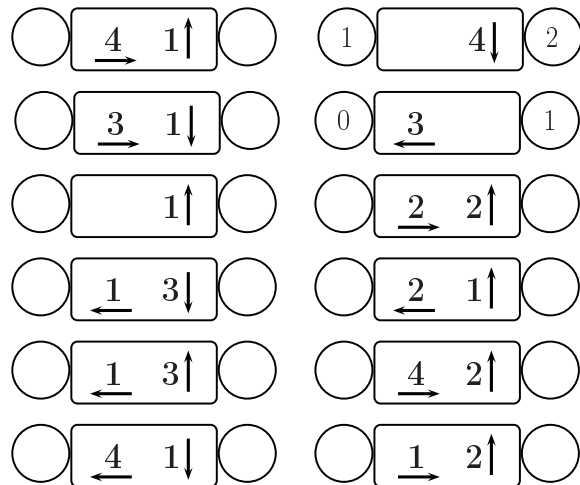 4 → 1 ↑ 1 4 ↓ 2
3 → 1 ↓ 0 3 ← 1
1 ↑ 2 → 2 ↑
1 ← 3 ↓ 2 ← 1 ↑
1 ← 3 ↑ 4 → 2 ↑
4 ← 1 ↓ 1 → 2 ↑